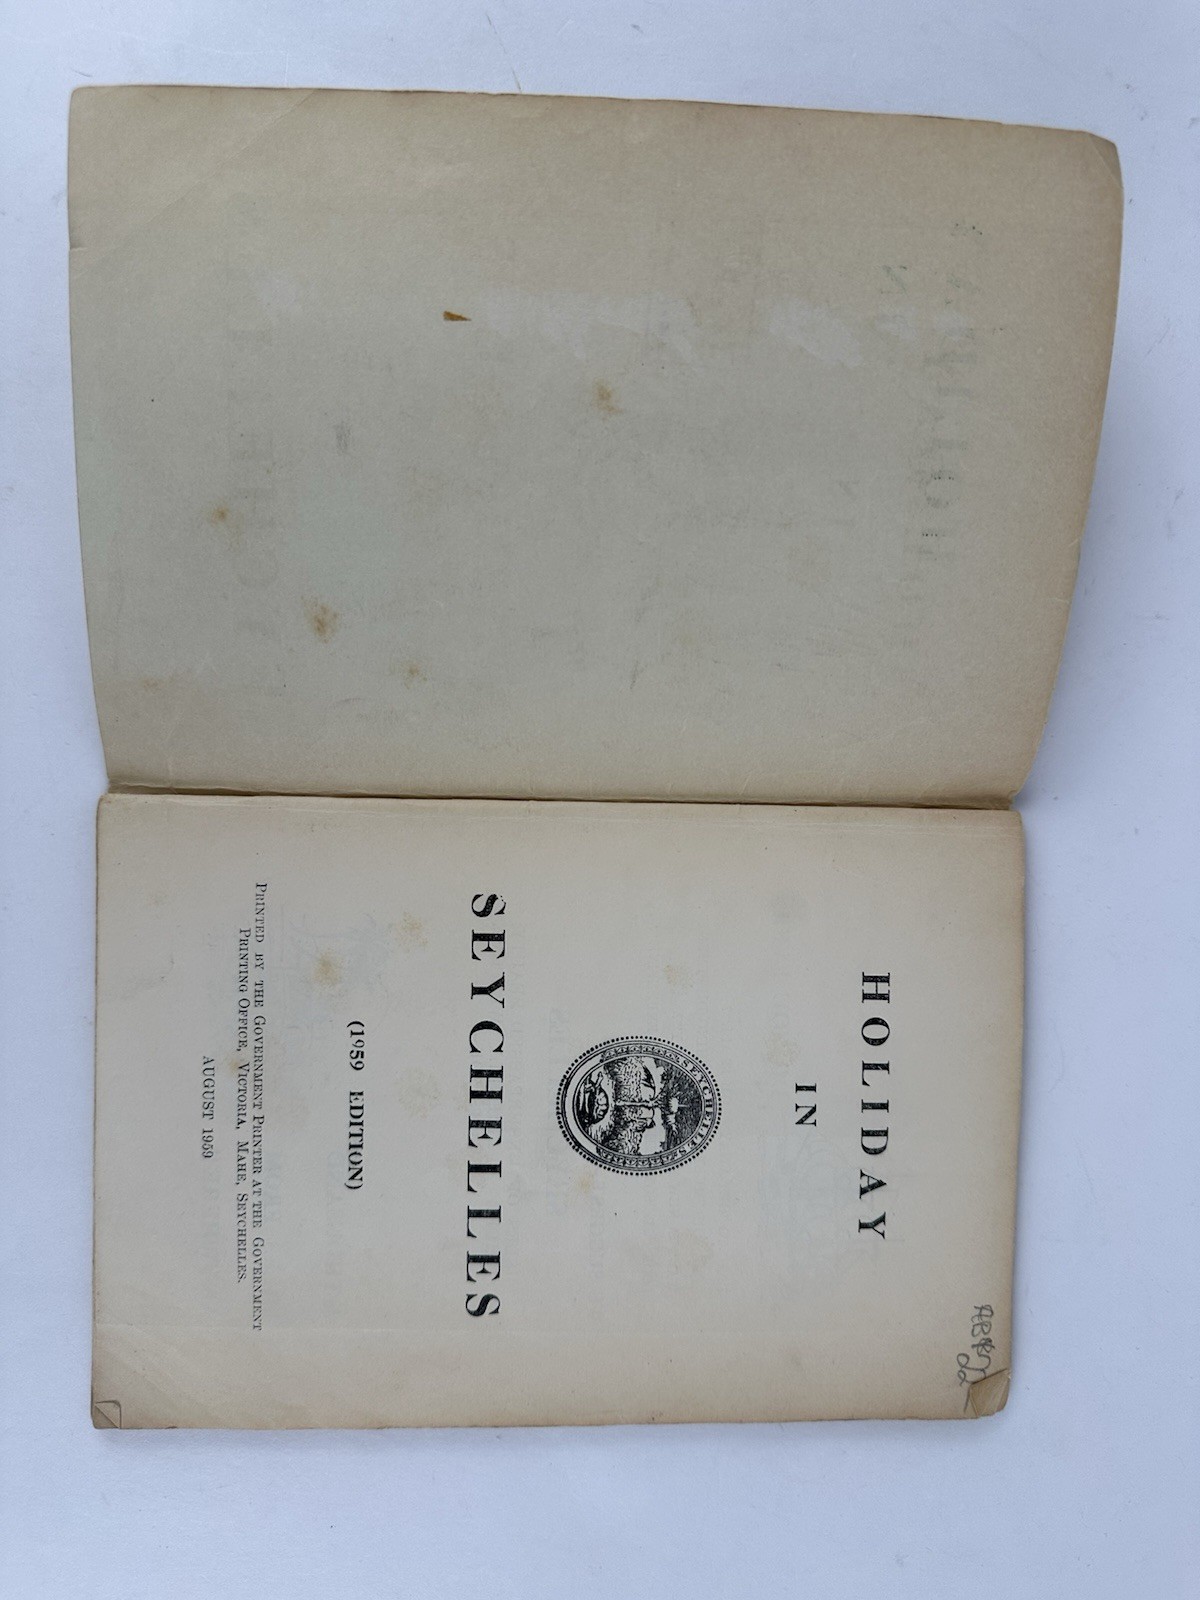 HOLIDAY
IN
SEYCHELLES
SEYCHELLES
(1959 EDITION)
PRINTED BY THE GOVERNMENT PRINTER AT THE GOVERNMENT
PRINTING OFFICE, VICTORIA, MAHE, SEYCHELLES.
AUGUST 1959